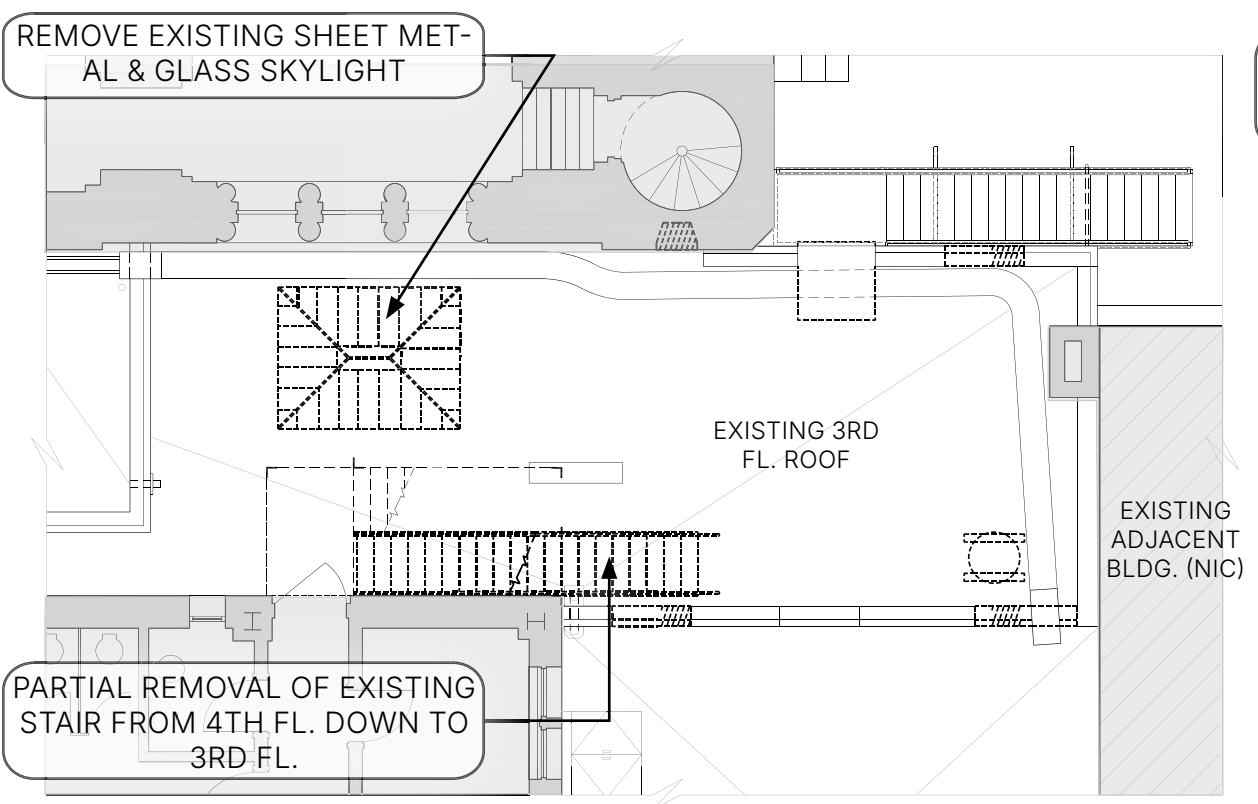 REMOVE EXISTING SHEET MET-
AL & GLASS SKYLIGHT
EXISTING 3RD
FL. ROOF
EXISTING
ADJACENT
BLDG. (NIC)
PARTIAL REMOVAL OF EXISTING
STAIR FROM 4TH FL. DOWN TO
3RD FL.